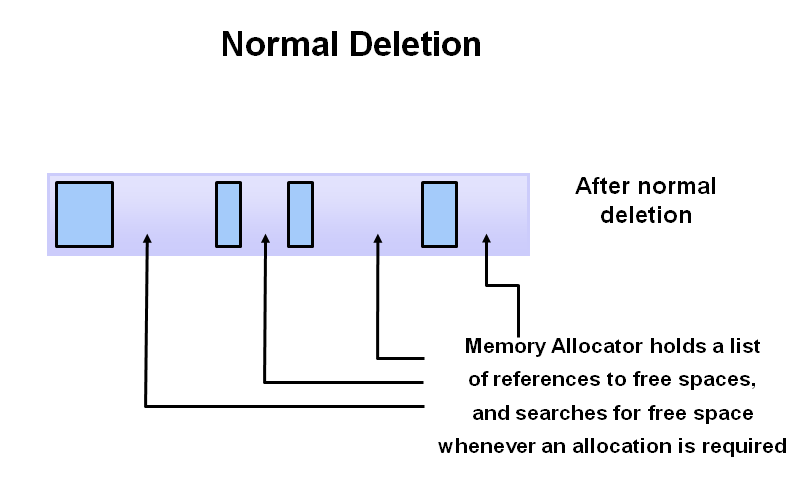 Normal Deletion
After normal
deletion
Memory Allocator holds a list
of references to free spaces,
and searches for free space
whenever an allocation is required